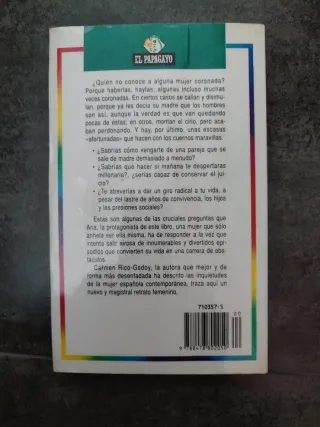 EL PAPAGAYO
¿Quién no conoce a alguna mujer coronada?
Porque haberlas, haylas; algunas incluso muchas
veces coronadas. En ciertos casos se callan y disimu-
lan, porque ya les decía su madre que los hombres
son así, aunque la verdad es que van quedando
pocas de éstas; en otros, montan el cirio, pero aca-
ban perdonando. Y hay, por último, unas escasas
«afortunadas» que hacen con los cuernos maravillas.
• ¿Sabrías cómo vengarte de una pareja que se
sale de madre demasiado a menudo?
• ¿Sabrías qué hacer si mañana te despertaras
millonaria?, ¿serías capaz de conservar el jui-
cio?
• ¿Te atreverías a dar un giro radical a tu vida, a
pesar del lastre de años de convivencia, los hijos
y las presiones sociales?
Éstas son algunas de las cruciales preguntas que
Ana, la protagonista de este libro, una mujer que sólo
anhela ser ella misma, ha de responder a la vez que
intenta salir airosa de innumerables y divertidos epi-
sodios que convierten su vida en una carrera de obs-
táculos.
Carmen Rico-Godoy, la autora que mejor y de
forma más desenfadada ha descrito las inquietudes
de la mujer española contemporánea, traza aquí un
nuevo y magistral retrato femenino.
710357-5
00